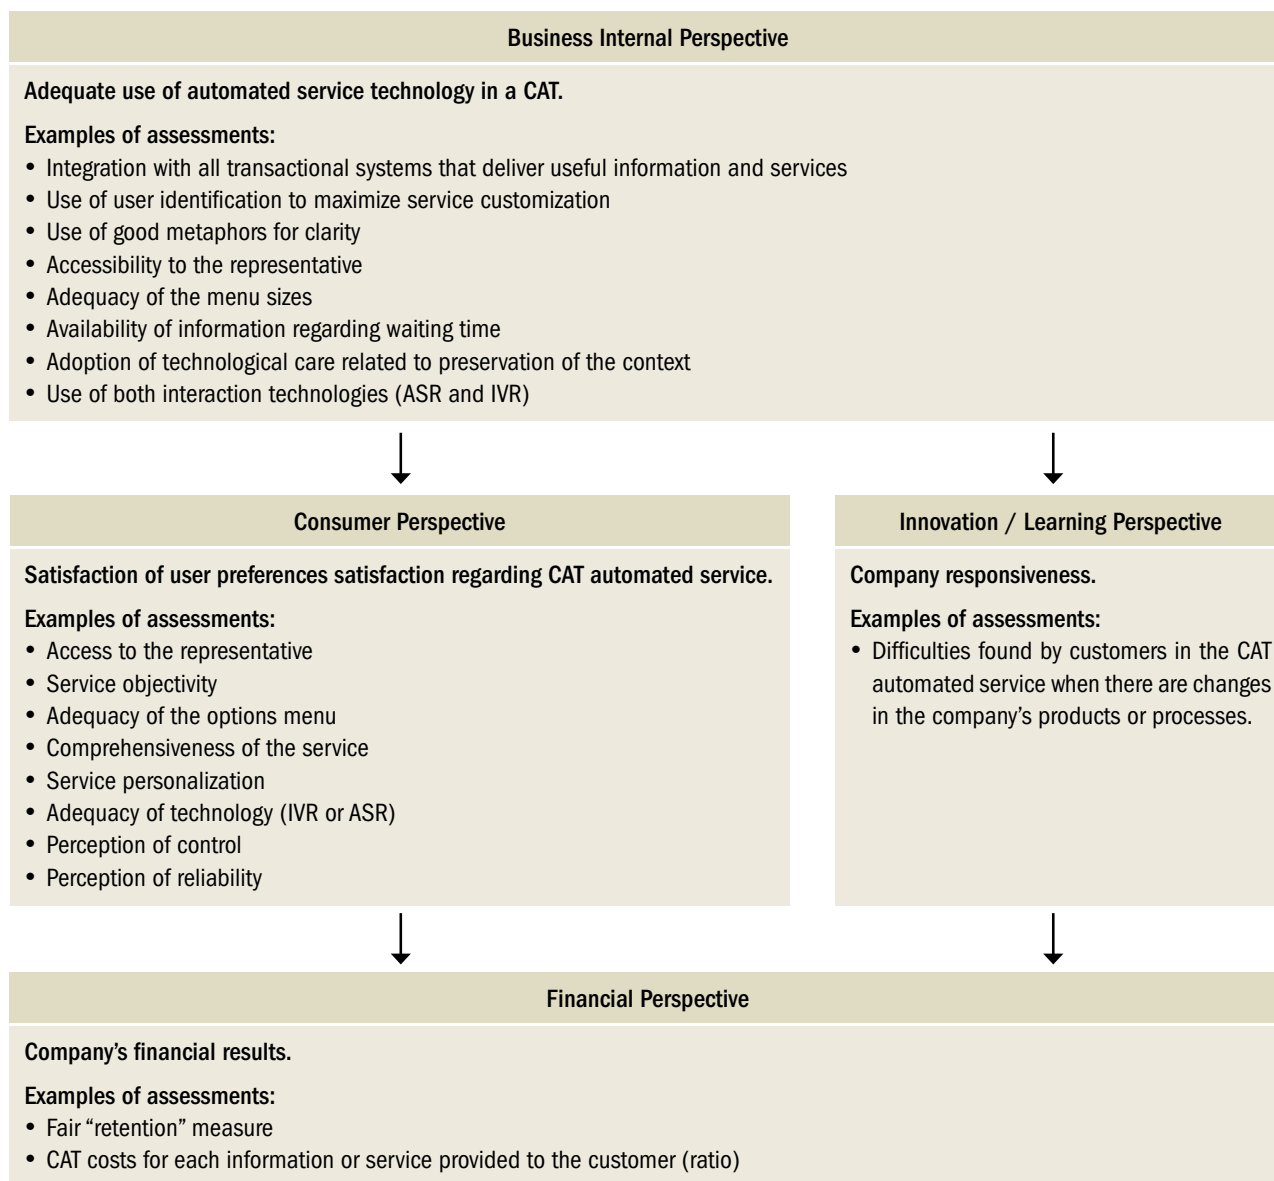 Business Internal Perspective
Adequate use of automated service technology in a CAT.
Examples of assessments:
• Integration with all transactional systems that deliver useful information and services
• Use of user identification to maximize service customization
• Use of good metaphors for clarity
• Accessibility to the representative
• Adequacy of the menu sizes
• Availability of information regarding waiting time
• Adoption of technological care related to preservation of the context
• Use of both interaction technologies (ASR and IVR)
Consumer Perspective
Satisfaction of user preferences satisfaction regarding CAT automated service.
Examples of assessments:
• Access to the representative
• Service objectivity
• Adequacy of the options menu
• Comprehensiveness of the service
• Service personalization
• Adequacy of technology (IVR or ASR)
• Perception of control
• Perception of reliability
Innovation / Learning Perspective
Company responsiveness.
Examples of assessments:
• Difficulties found by customers in the CAT
automated service when there are changes
in the company’s products or processes.
Financial Perspective
Company’s financial results.
Examples of assessments:
• Fair “retention” measure
• CAT costs for each information or service provided to the customer (ratio)